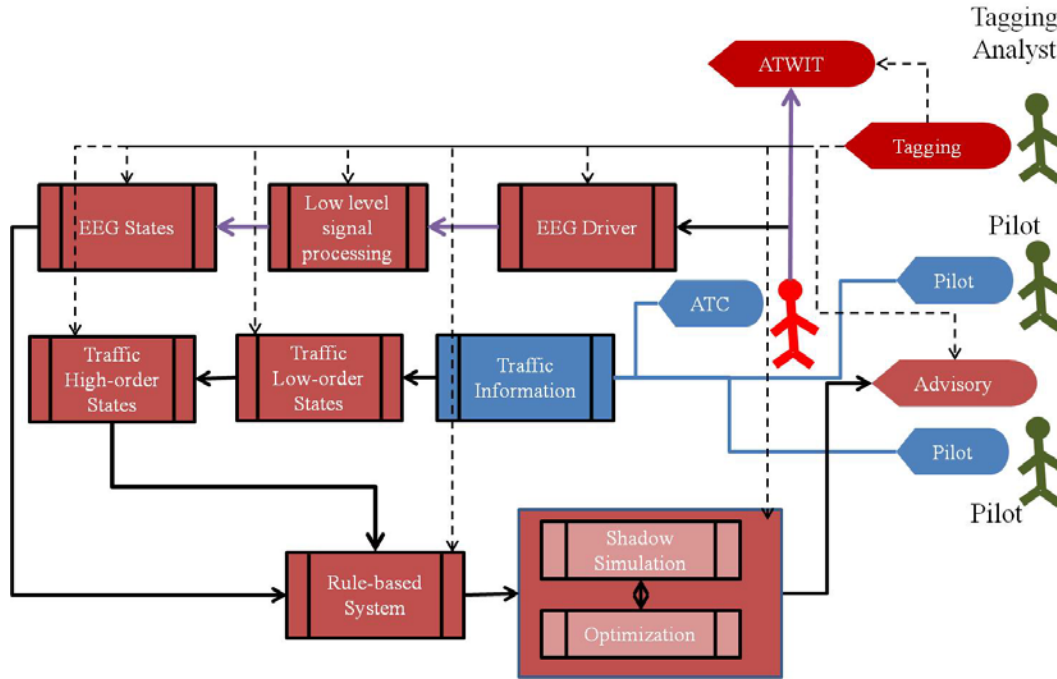 Tagging
Analyst
ATWIT
Tagging
EEG States
Low level
signal
processing
EEG Driver
Pilot
ATC
Pilot
Traffic
High-order
States
Traffic
Low-order
States
Traffic
Information
Advisory
Pilot
Pilot
Shadow
Simulation
Rule-based
System
Optimization